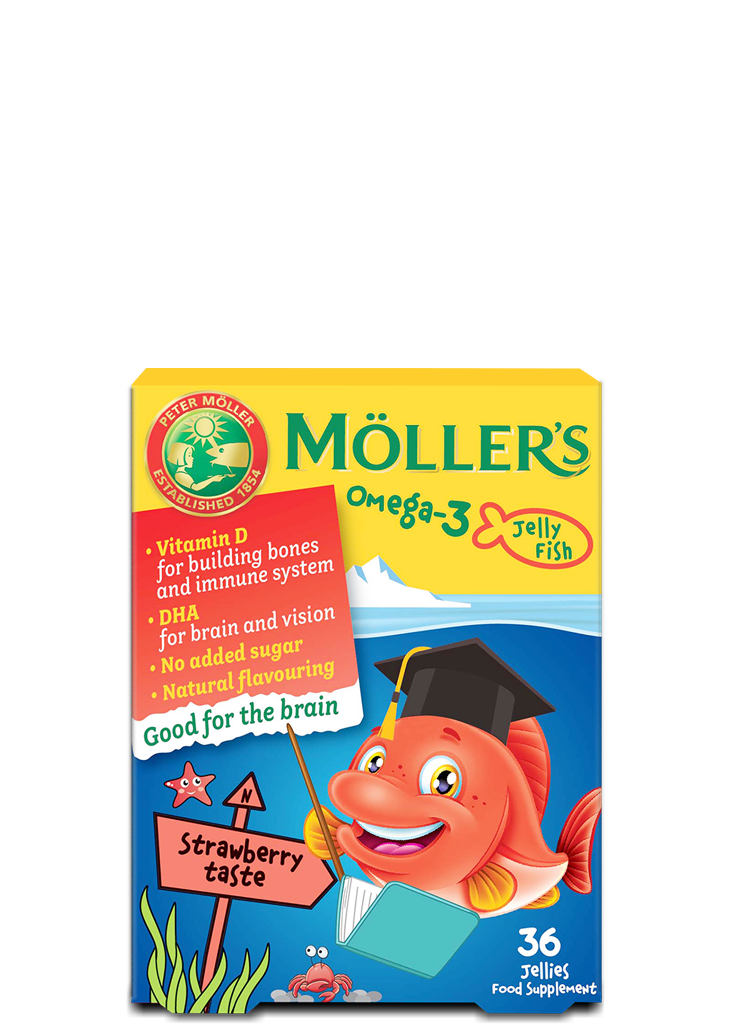 PETER MÖLLER
ESTABLISHED 1854
MÖLLER'S
Omega-3
Jelly
Fish
• Vitamin D
for building bones
and immune system
• DHA
for brain and vision
• No added sugar
• Natural flavouring
Good for the brain
N
Strawberry
taste
36
Jellies
Food Supplement